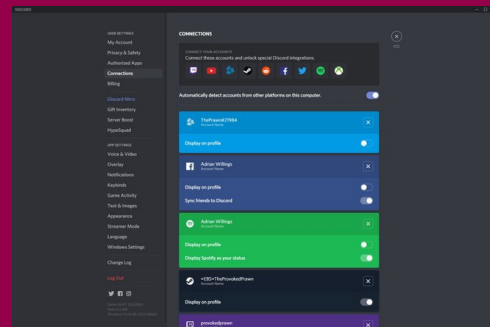 DISCORD
USER SETTINGS
My Account
Privacy & Safety
Authorized Apps
Connections
Billing
Discord Nitro
Gift Inventory
Server Boost
HypeSquad
APP SETTINGS
Voice & Video
Overlay
Notifications
Keybinds
Game Activity
Text & Images
Appearance
Streamer Mode
Language
Windows Settings
Change Log
Log Out
CONNECTIONS
ESC
CONNECT YOUR ACCOUNTS
Connect these accounts and unlock special Discord integrations.
Automatically detect accounts from other platforms on this computer.
Account Name
Display on profile
Adrian Willings
Account Name
Display on profile
Sync friends to Discord
Adrian Willings
Account Name
Display on profile
Display Spotify as your status
=EBS=TheProvokedPrawn
Account Name
Display on profile
provokedprawn